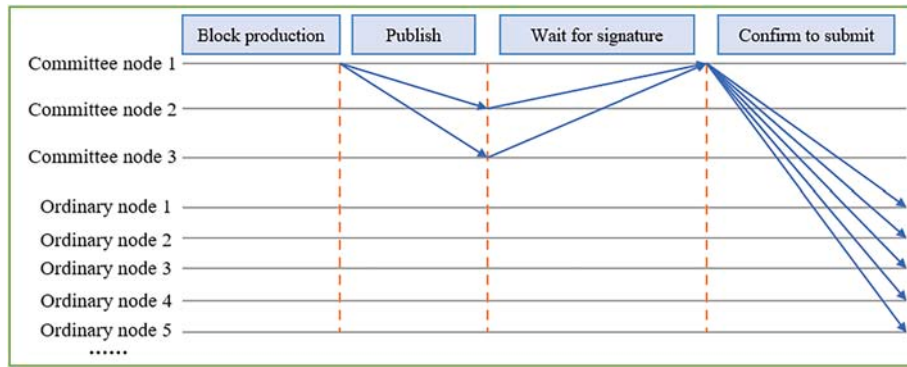 Block production
Publish
Wait for signature
Confirm to submit
Committee node 1
Committee node 2
Committee node 3
Ordinary node 1
Ordinary node 2
Ordinary node 3
Ordinary node 4
Ordinary node 5
……